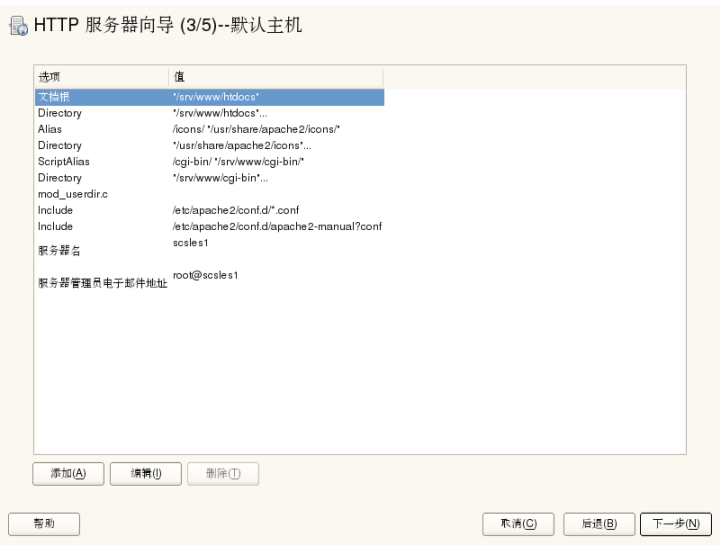 HTTP 服务器向导 (3/5)--默认主机
选项 值
文档根 "/srv/www/htdocs"
Directory "/srv/www/htdocs"...
Alias /icons/ "/usr/share/apache2/icons/"
Directory "/usr/share/apache2/icons"...
ScriptAlias /cgi-bin/ "/srv/www/cgi-bin/"
Directory "/srv/www/cgi-bin"...
mod_userdir.c
Include /etc/apache2/conf.d/*.conf
Include /etc/apache2/conf.d/apache2-manual?conf
服务器名 scsles1
服务器管理员电子邮件地址 root@scsles1
添加(A) 编辑(I) 删除(T)
帮助 取消(C) 后退(B) 下一步(N)